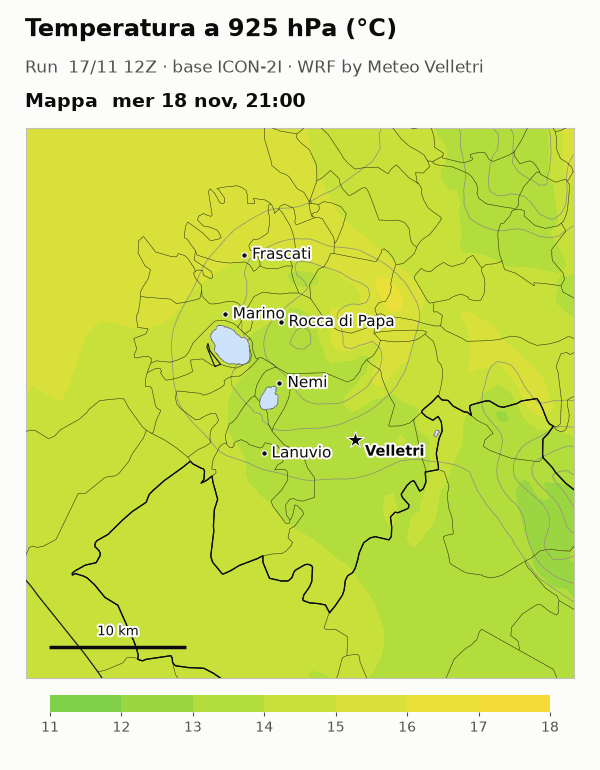 Temperatura a 925 hPa (°C)
Run  17/11 12Z · base ICON-2I · WRF by Meteo Velletri
Mappa  mer 18 nov, 21:00
Frascati
Marino
Rocca di Papa
Nemi
Velletri
Lanuvio
10 km
11 12 13 14 15 16 17 18